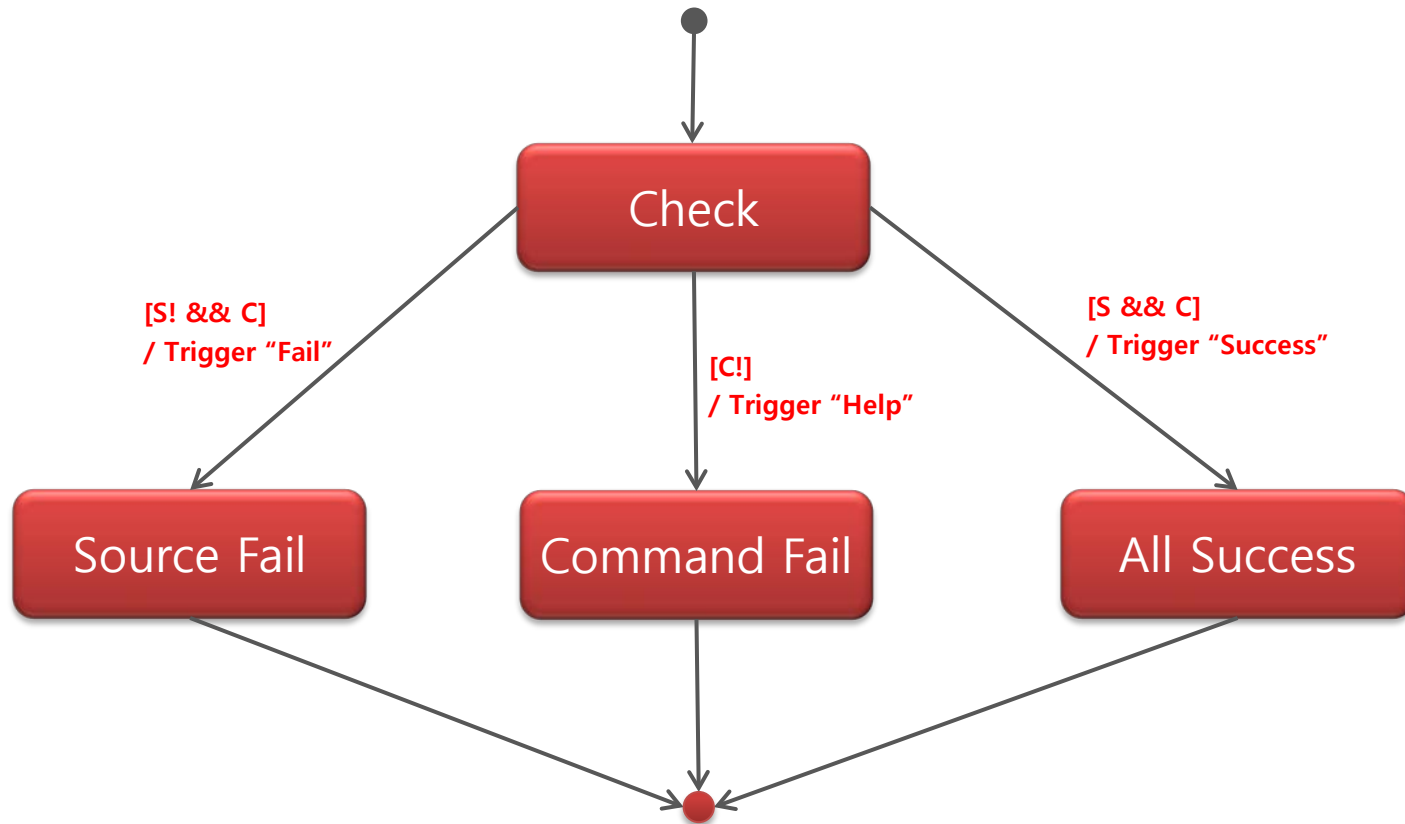 Check
[S! && C]
/ Trigger “Fail”
[C!]
/ Trigger “Help”
[S && C]
/ Trigger “Success”
Source Fail
Command Fail
All Success